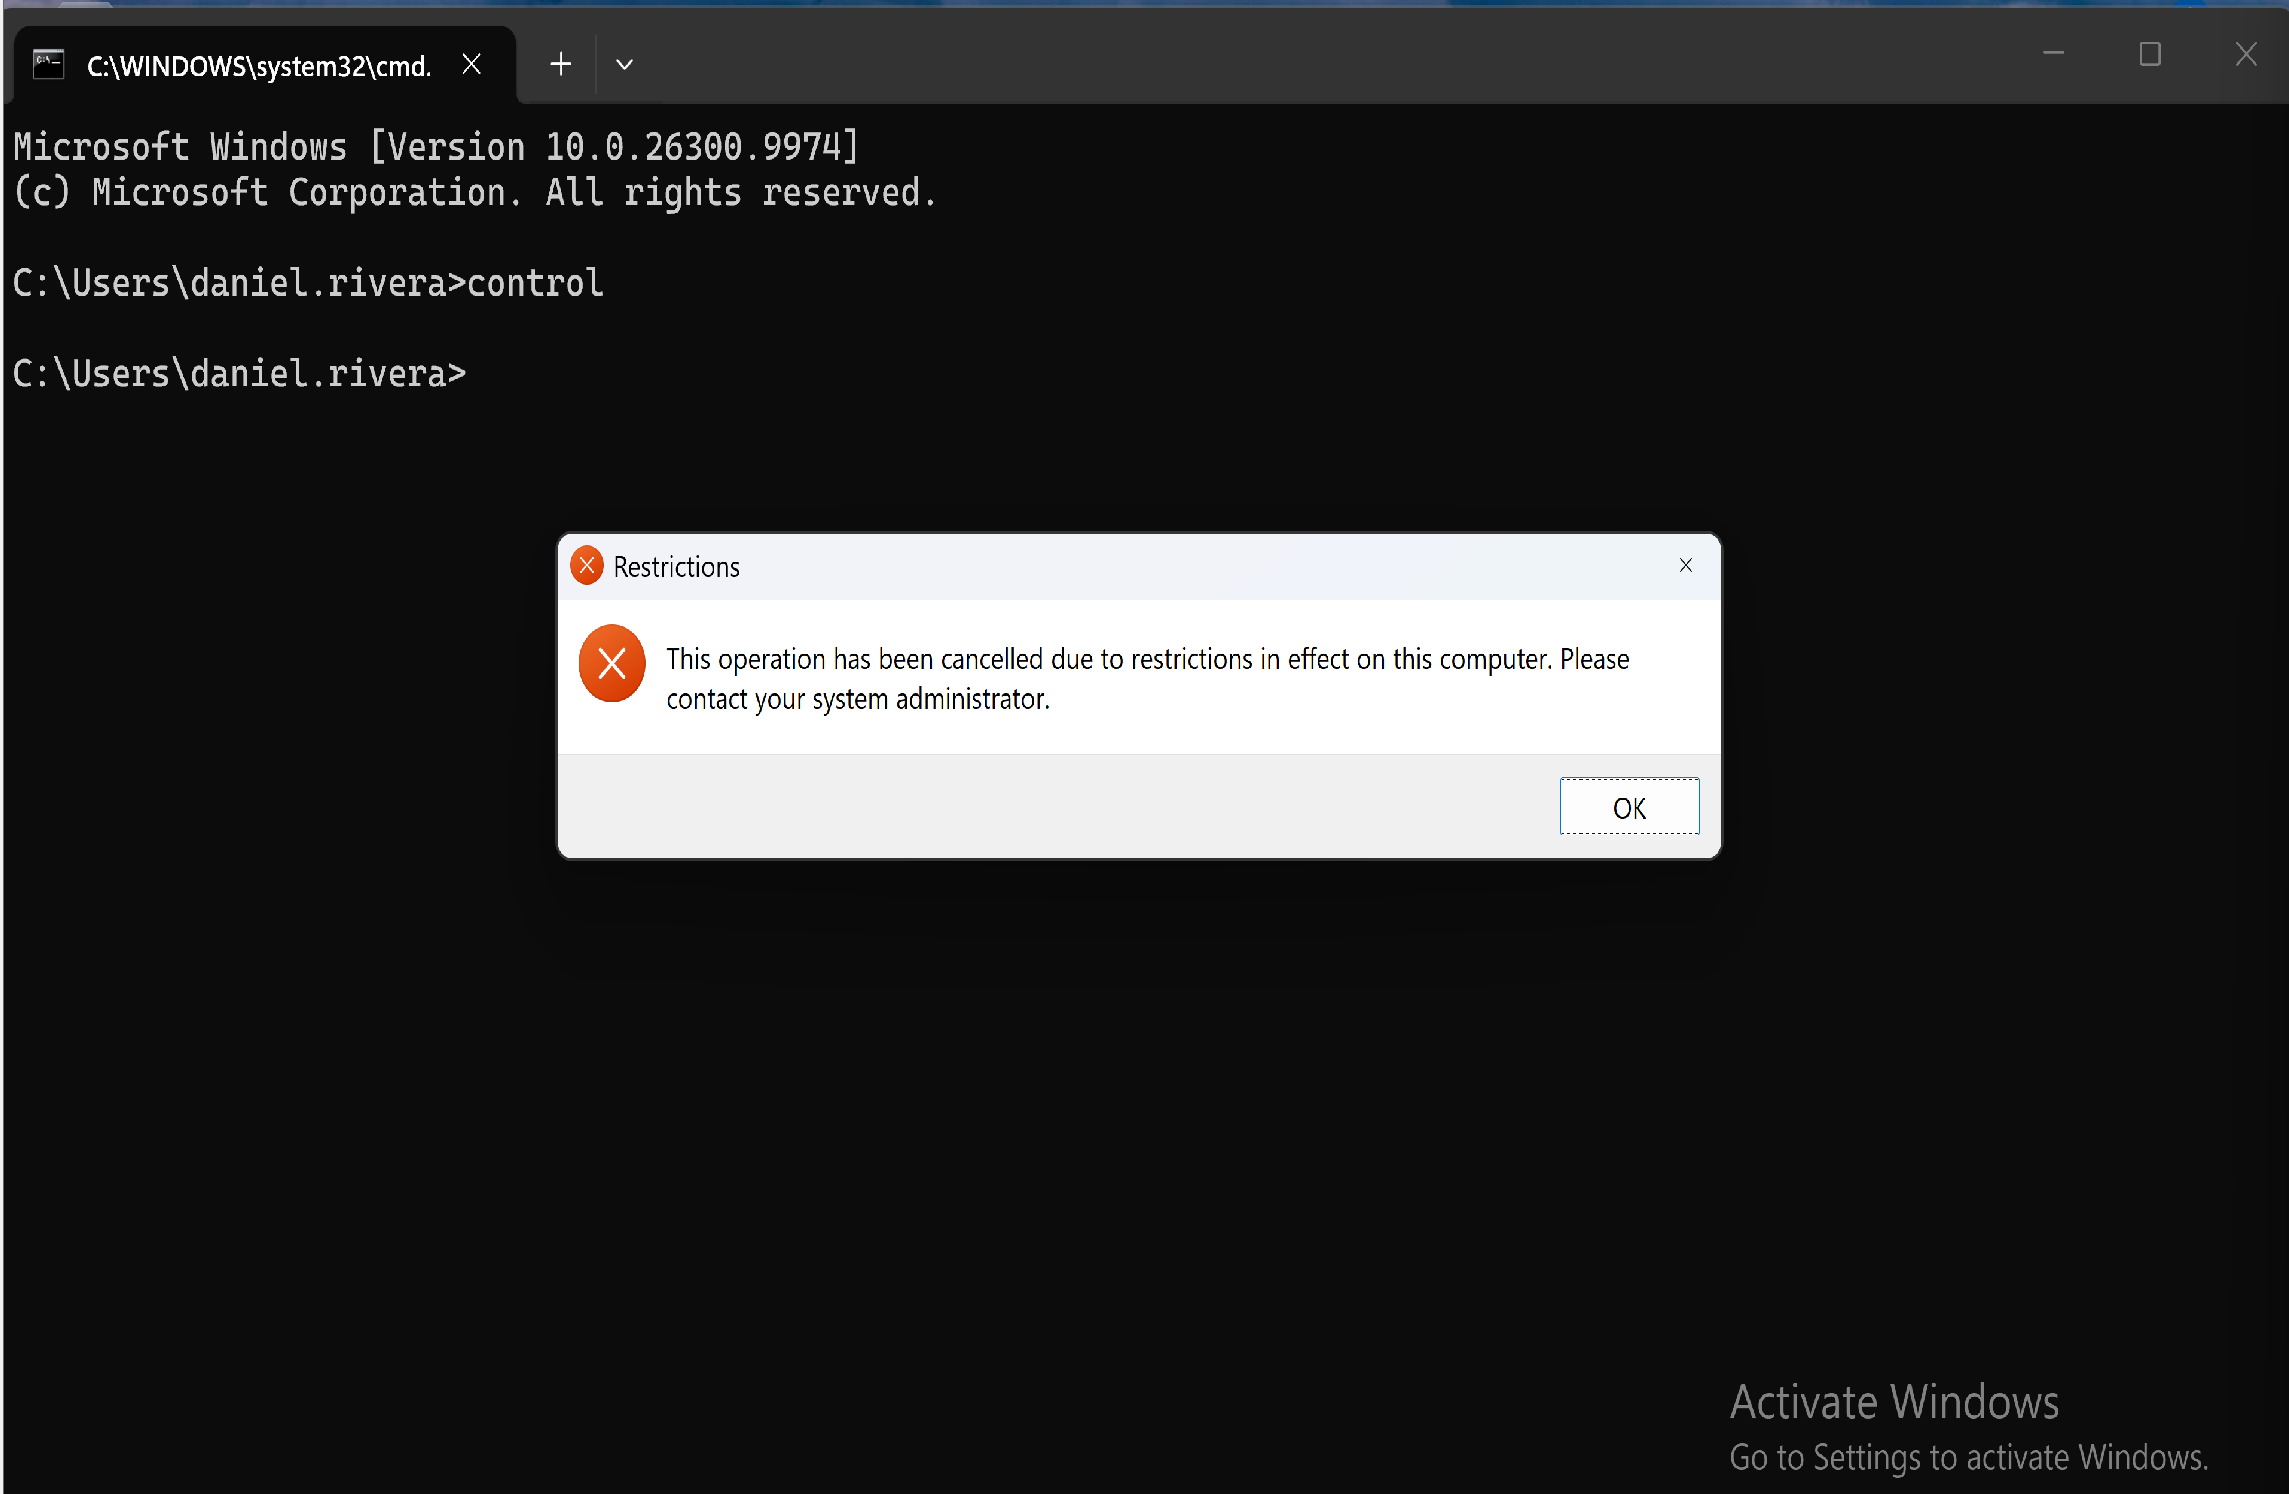 C:\WINDOWS\system32\cmd.
Microsoft Windows [Version 10.0.26300.9974]
(c) Microsoft Corporation. All rights reserved.
C:\Users\daniel.rivera>control
C:\Users\daniel.rivera>
Restrictions
This operation has been cancelled due to restrictions in effect on this computer. Please
contact your system administrator.
OK
Activate Windows
Go to Settings to activate Windows.